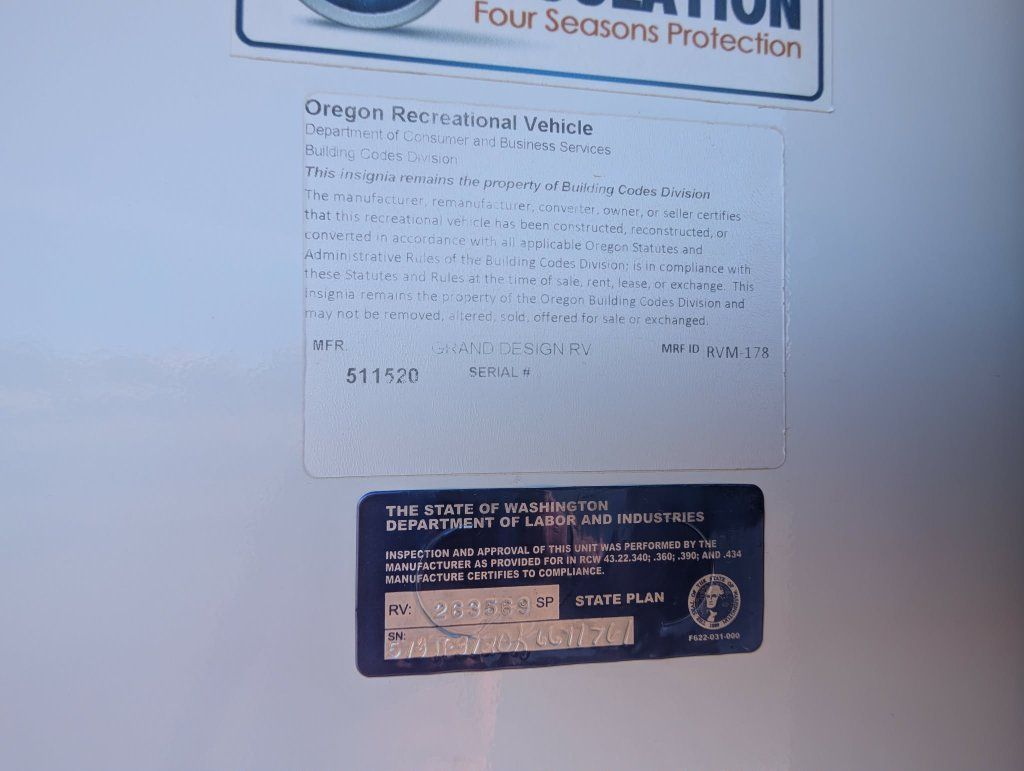 Four Seasons Protection
Oregon Recreational Vehicle
Department of Consumer and Business Services
Building Codes Division
This insignia remains the property of Building Codes Division
The manufacturer, remanufacturer, converter, owner, or seller certifies
that this recreational vehicle has been constructed, reconstructed, or
converted in accordance with all applicable Oregon Statutes and
Administrative Rules of the Building Codes Division; is in compliance with
these Statutes and Rules at the time of sale, rent, lease, or exchange. This
Insignia remains the property of the Oregon Building Codes Division and
may not be removed, altered, sold, offered for sale or exchanged.
MFR. GRAND DESIGN RV MRF ID RVM-178
511520 SERIAL #
THE STATE OF WASHINGTON
DEPARTMENT OF LABOR AND INDUSTRIES
INSPECTION AND APPROVAL OF THIS UNIT WAS PERFORMED BY THE
MANUFACTURER AS PROVIDED FOR IN RCW 43.22.340; .360; .390; AND .434
MANUFACTURE CERTIFIES TO COMPLIANCE.
RV: 263569 SP STATE PLAN
SN:
F622-031-000